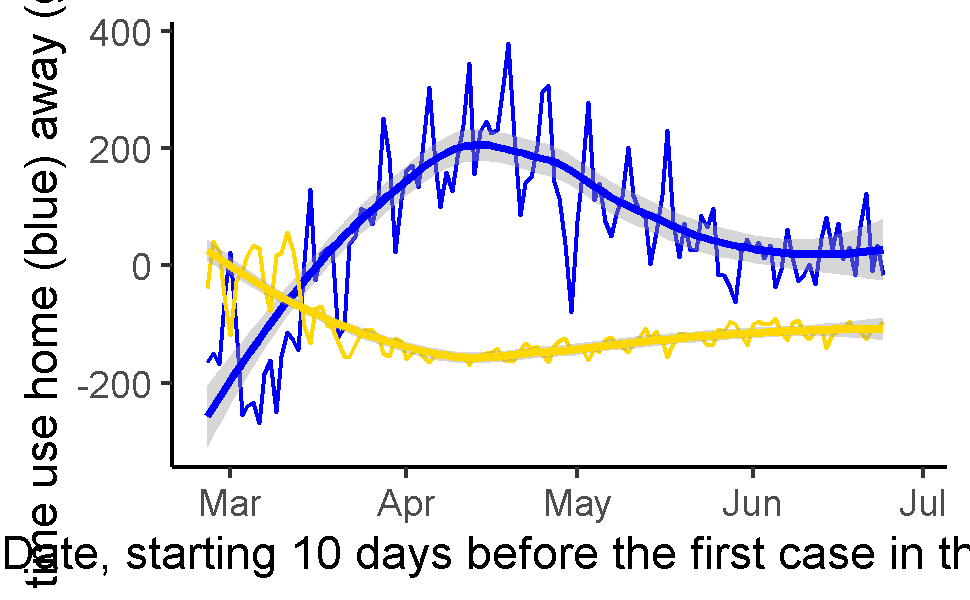 time use home (blue) away (
400
200
0
-200
Mar Apr May Jun Jul
Date, starting 10 days before the first case in th